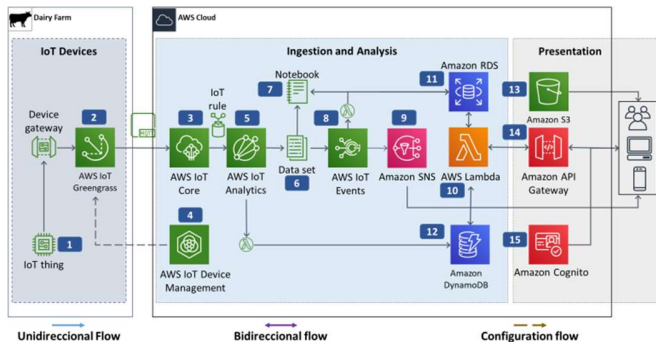 Dairy Farm
AWS Cloud
IoT Devices
Ingestion and Analysis
Presentation
Device
gateway
2
AWS IoT
Greengrass
1
IoT thing
MQTT
3
AWS IoT
Core
IoT
rule
5
AWS IoT
Analytics
4
AWS IoT Device
Management
7
Notebook
Data set
6
8
AWS IoT
Events
9
Amazon SNS
11
Amazon RDS
AWS Lambda
10
12
Amazon
DynamoDB
13
Amazon S3
14
Amazon API
Gateway
15
Amazon Cognito
Unidireccional Flow
Bidireccional flow
Configuration flow